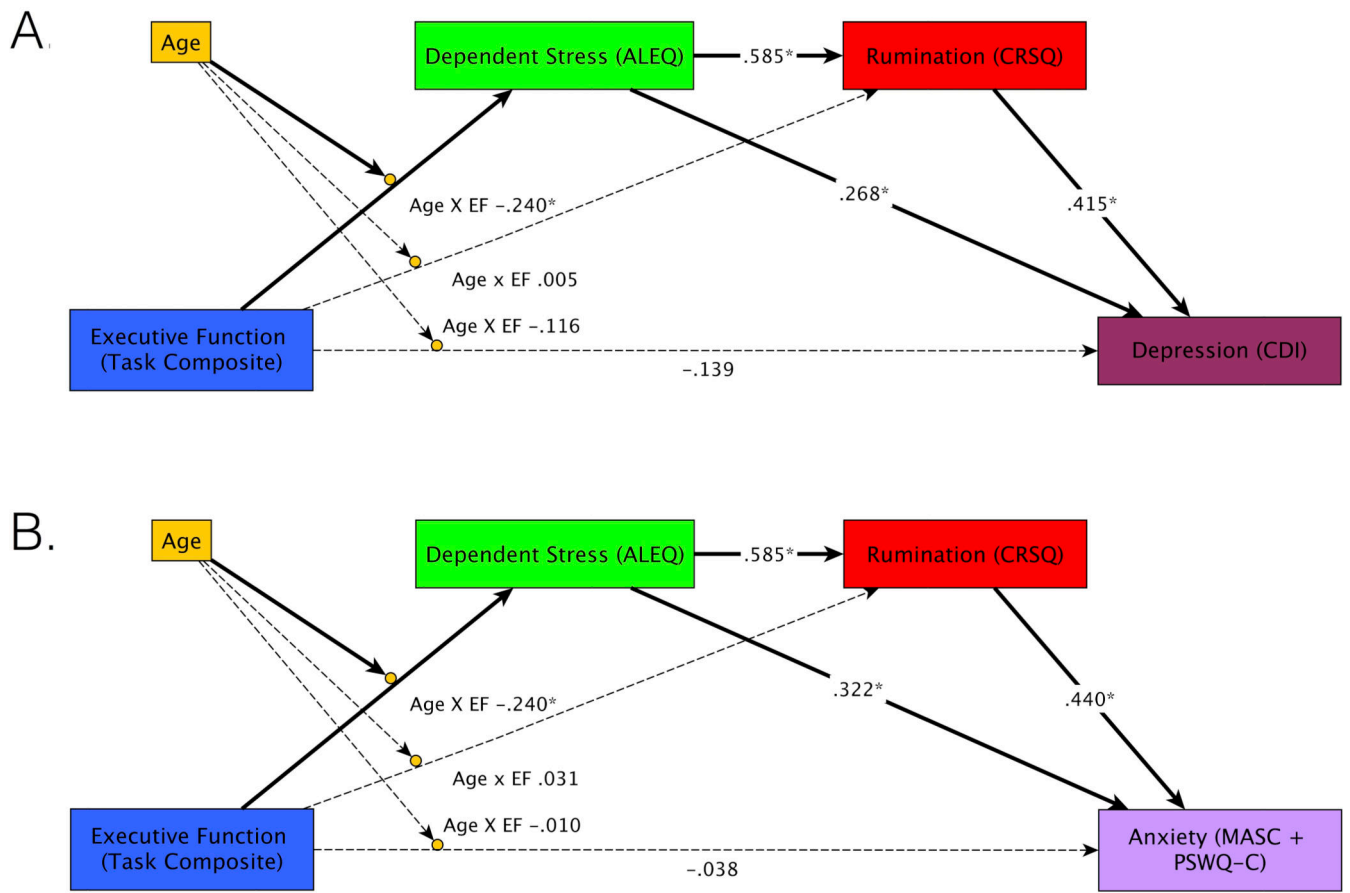 A.
Age
Dependent Stress (ALEQ)
.585*
Rumination (CRSQ)
.268*
.415*
Age X EF –.240*
Age x EF .005
Age X EF –.116
Executive Function
(Task Composite)
–.139
Depression (CDI)
B.
Age
Dependent Stress (ALEQ)
.585*
Rumination (CRSQ)
.322*
.440*
Age X EF –.240*
Age x EF .031
Age X EF –.010
Executive Function
(Task Composite)
–.038
Anxiety (MASC +
PSWQ–C)